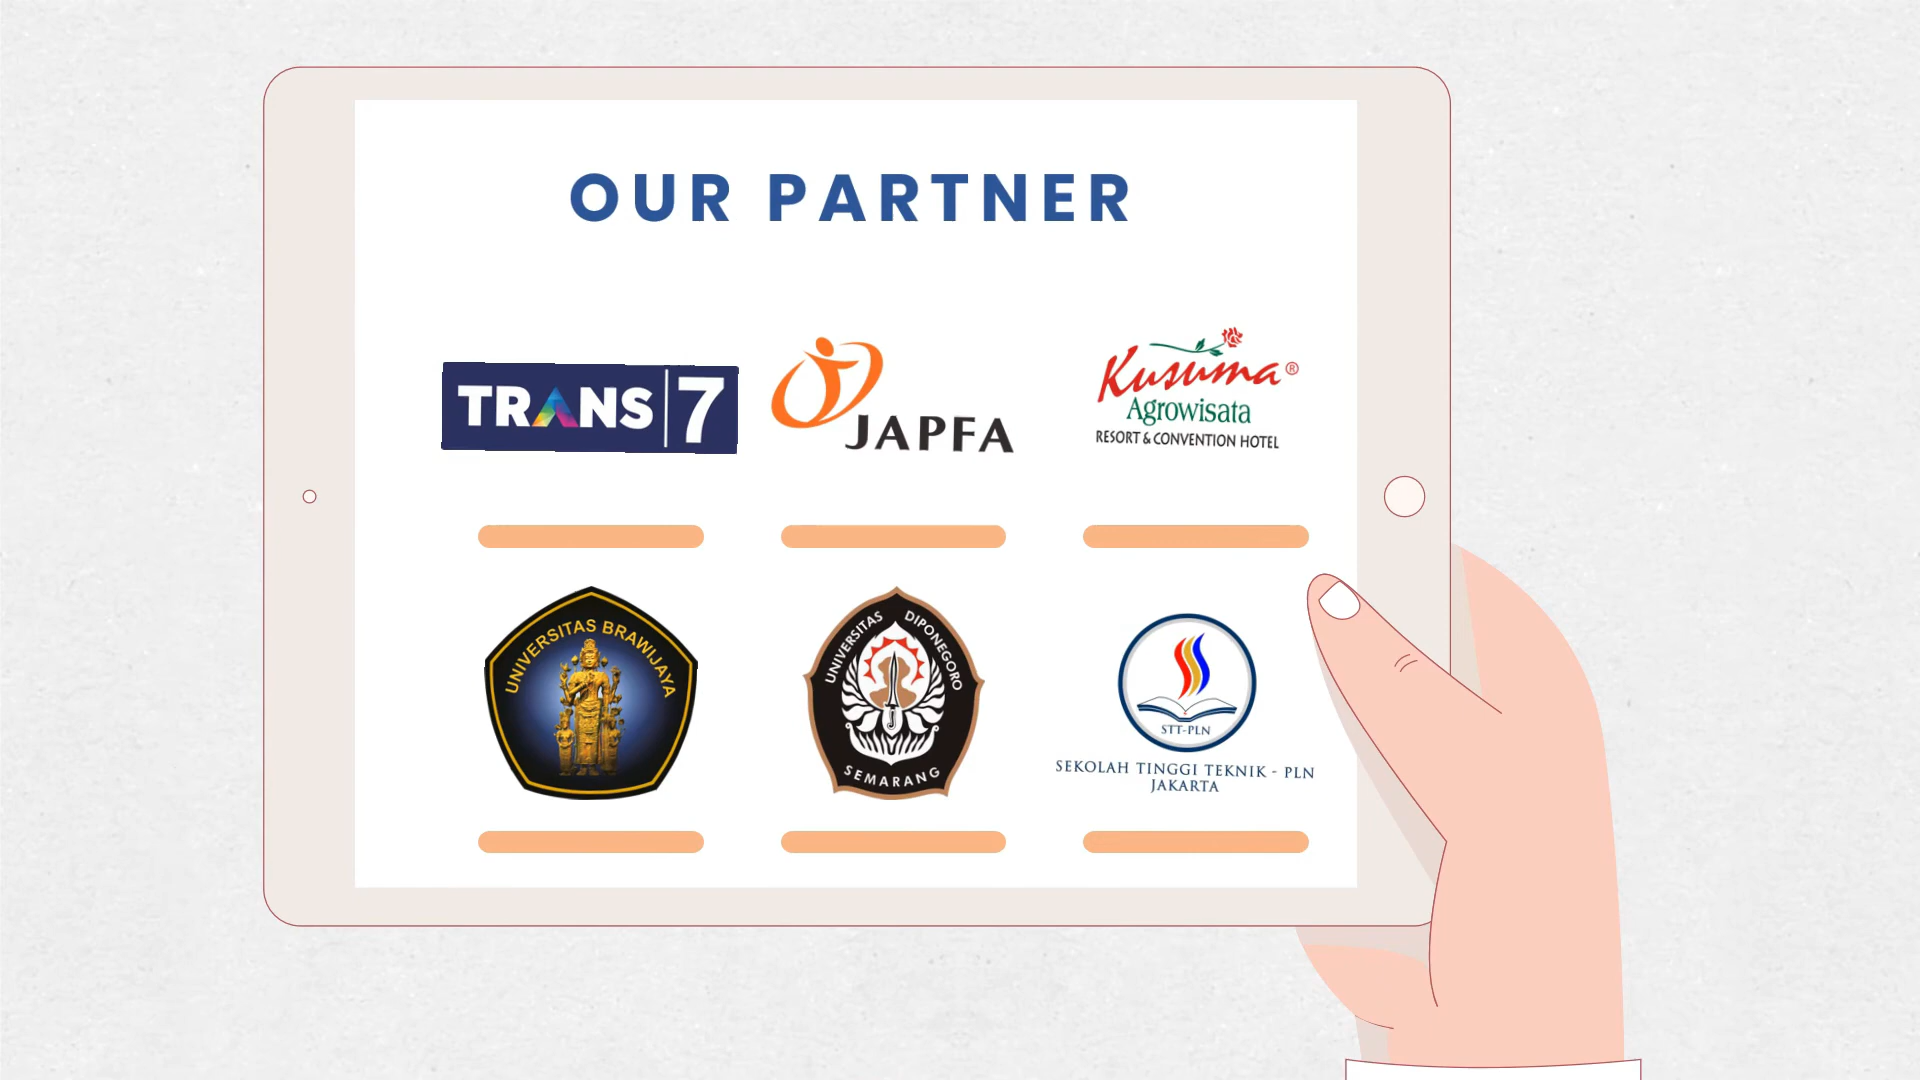 OUR PARTNER
TRANS|7
JAPFA
Kusuma®
Agrowisata
RESORT & CONVENTION HOTEL
UNIVERSITAS BRAWIJAYA
UNIVERSITAS DIPONEGORO
SEMARANG
STT-PLN
SEKOLAH TINGGI TEKNIK - PLN
JAKARTA